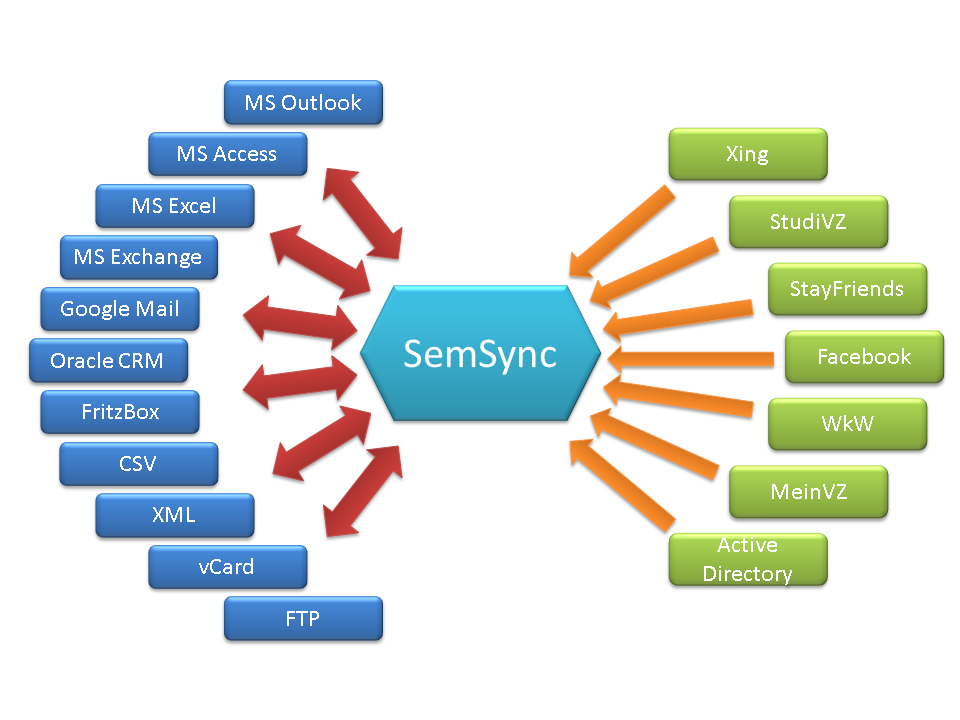 MS Outlook
MS Access
MS Excel
MS Exchange
Google Mail
Oracle CRM
FritzBox
CSV
XML
vCard
FTP
SemSync
Xing
StudiVZ
StayFriends
Facebook
WkW
MeinVZ
Active
Directory